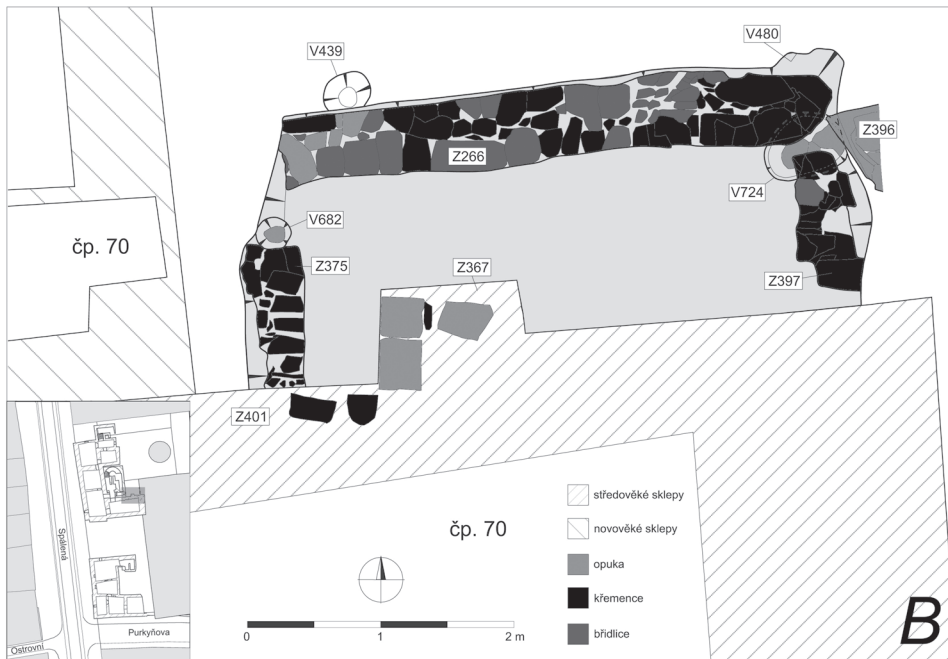 V439
V480
Z396
Z266
V724
V682
čp. 70
Z375
Z367
Z397
Z401
středověké sklepy
čp. 70
novověké sklepy
Spálená
opuka
křemence
břidlice
Purkyňova
Ostrovní
0 1 2 m
B